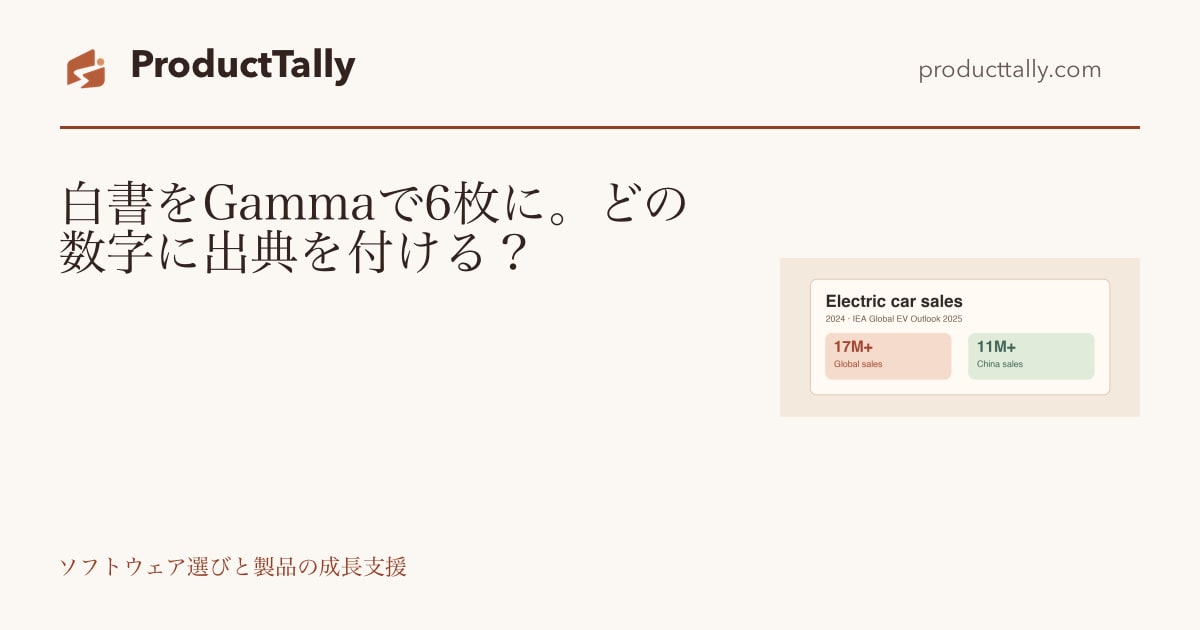 ProductTally
producttally.com
白書をGammaで6枚に。どの
数字に出典を付ける？
Electric car sales
2024 · IEA Global EV Outlook 2025
17M+
Global sales
11M+
China sales
ソフトウェア選びと製品の成長支援